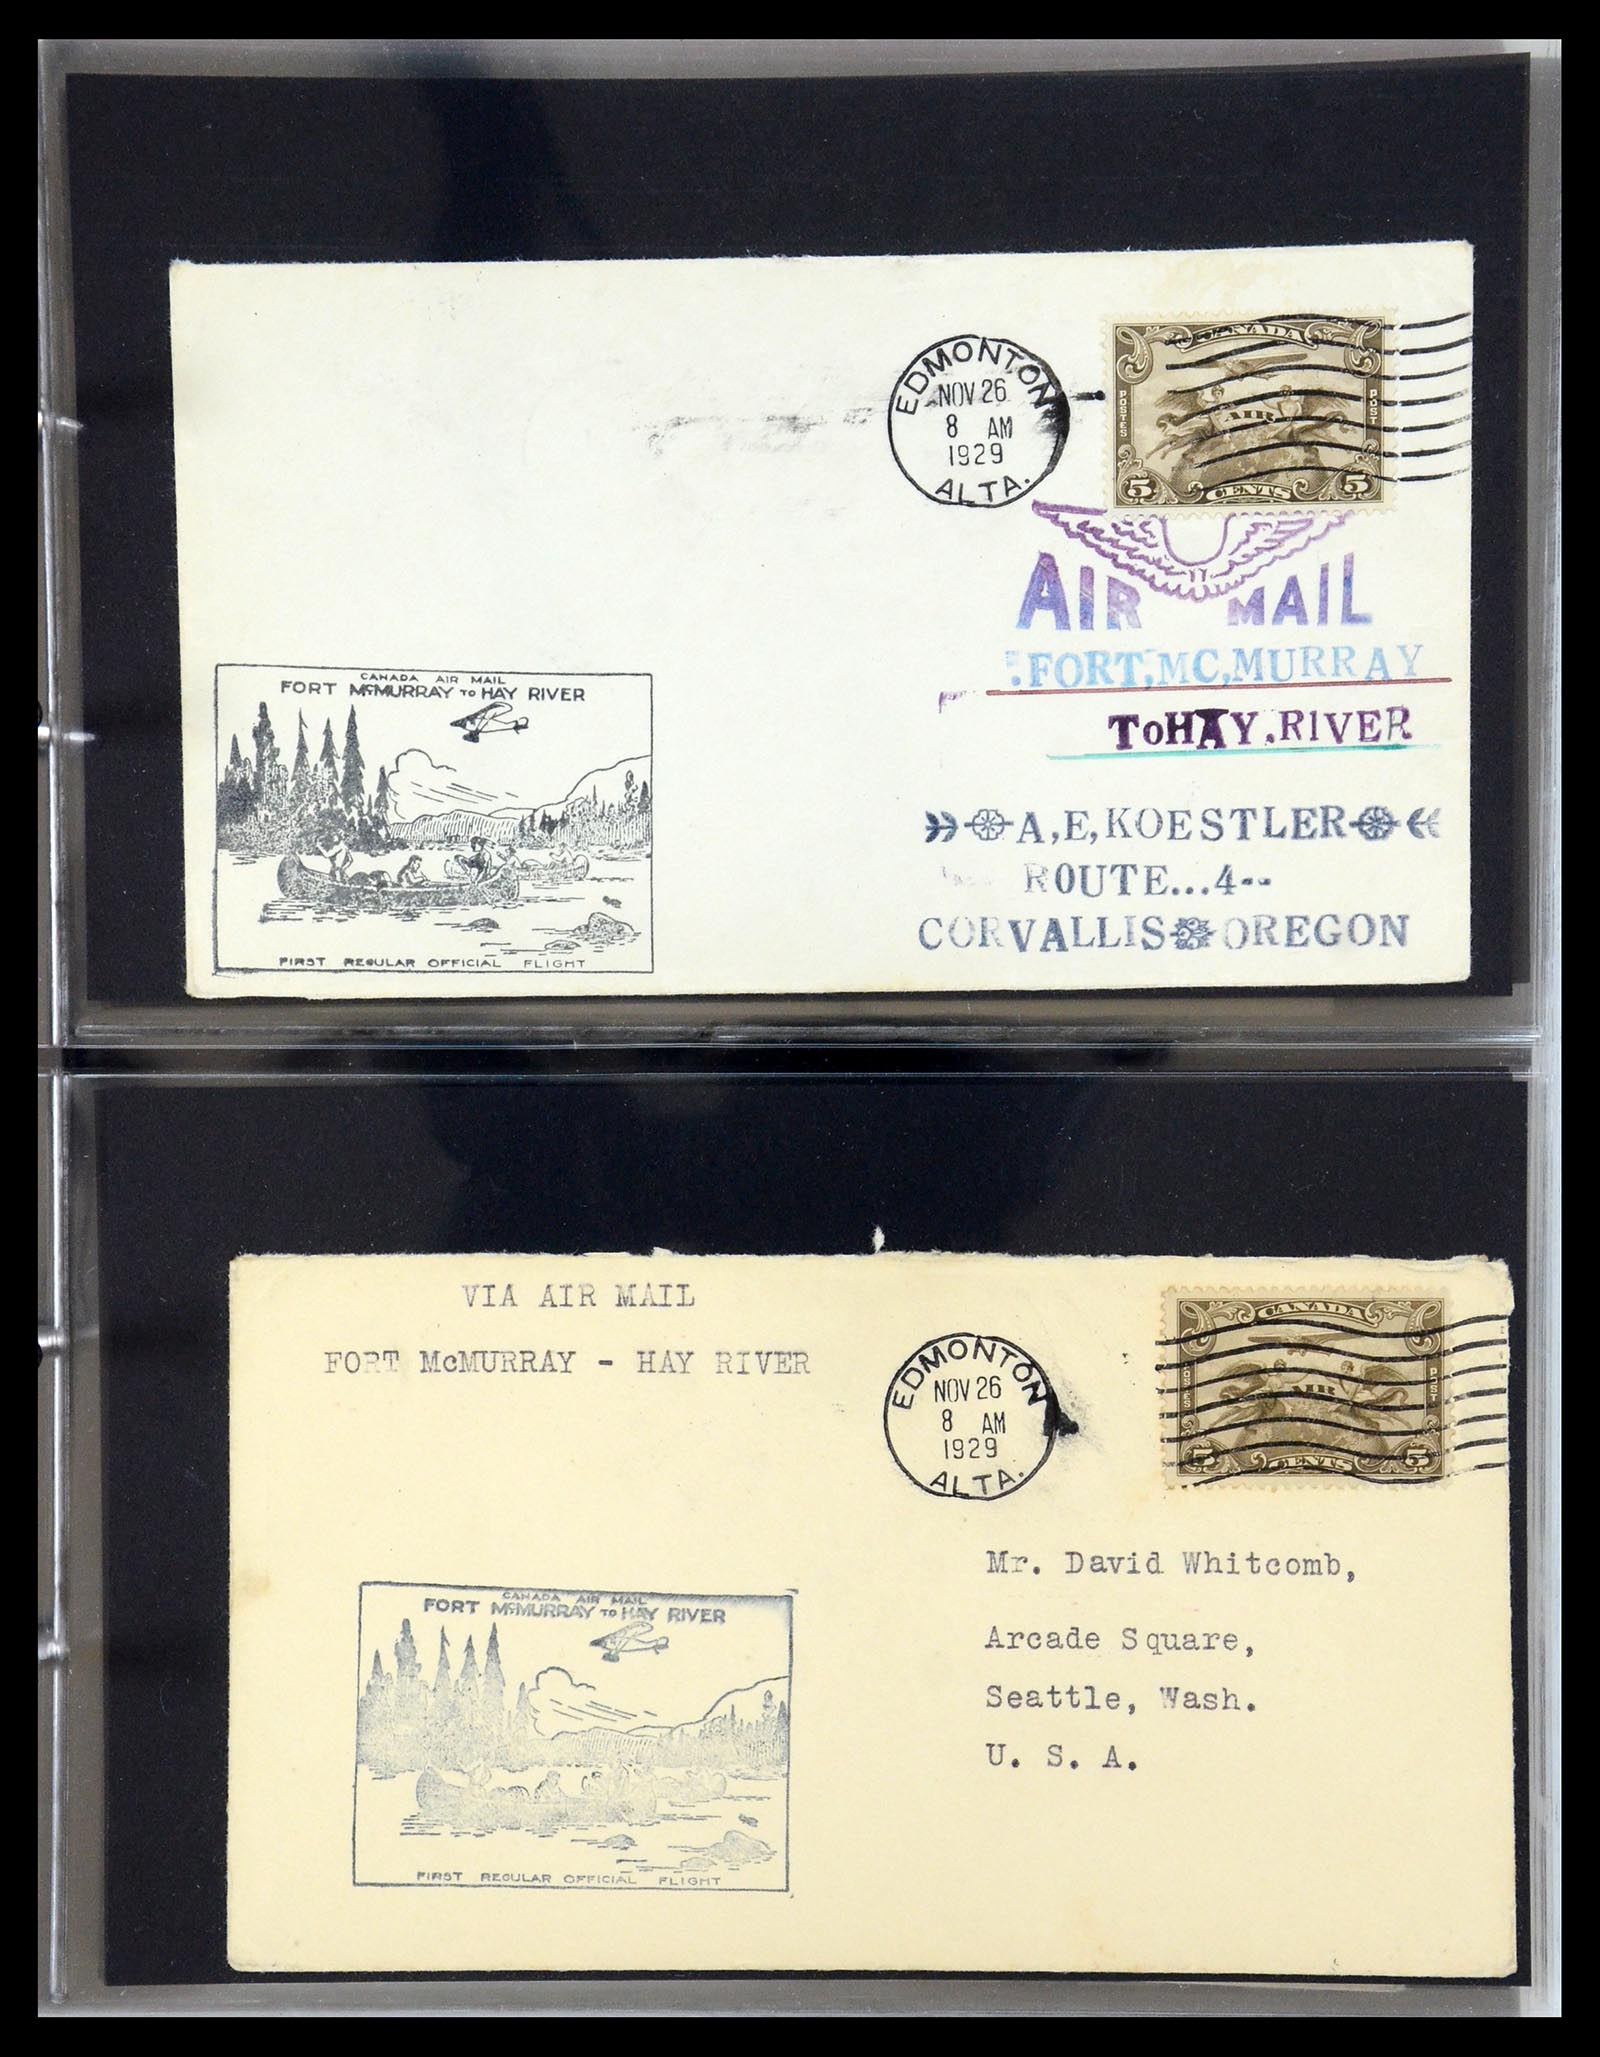 EDMONTON
NOV 26
8 AM
1929
ALTA.
CANADA
POSTES
AIR
POST
5 CENTS 5
AIR MAIL
FORT, MC, MURRAY
ToHAY.RIVER
A, E, KOESTLER
ROUTE...4--
CORVALLIS OREGON
CANADA AIR MAIL
FORT McMURRAY TO HAY RIVER
FIRST REGULAR OFFICIAL FLIGHT
VIA AIR MAIL
FORT McMURRAY - HAY RIVER
EDMONTON
NOV 26
8 AM
1929
ALTA.
CANADA
POSTES
AIR
POST
5 CENTS 5
Mr. David Whitcomb,
Arcade Square,
Seattle, Wash.
U. S. A.
CANADA AIR MAIL
FORT McMURRAY TO HAY RIVER
FIRST REGULAR OFFICIAL FLIGHT